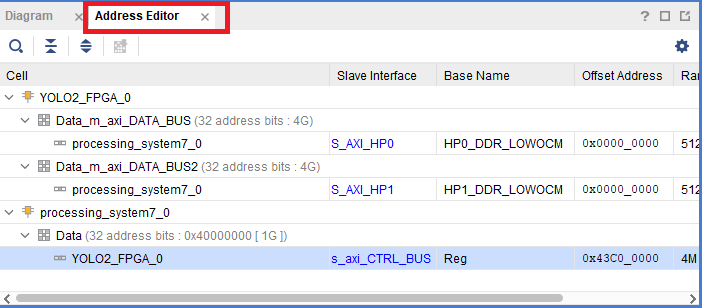 Diagram × Address Editor × ?
Cell Slave Interface Base Name Offset Address Ran
YOLO2_FPGA_0
Data_m_axi_DATA_BUS (32 address bits : 4G)
processing_system7_0 S_AXI_HP0 HP0_DDR_LOWOCM 0x0000_0000 512
Data_m_axi_DATA_BUS2 (32 address bits : 4G)
processing_system7_0 S_AXI_HP1 HP1_DDR_LOWOCM 0x0000_0000 512
processing_system7_0
Data (32 address bits : 0x40000000 [ 1G ])
YOLO2_FPGA_0 s_axi_CTRL_BUS Reg 0x43C0_0000 4M